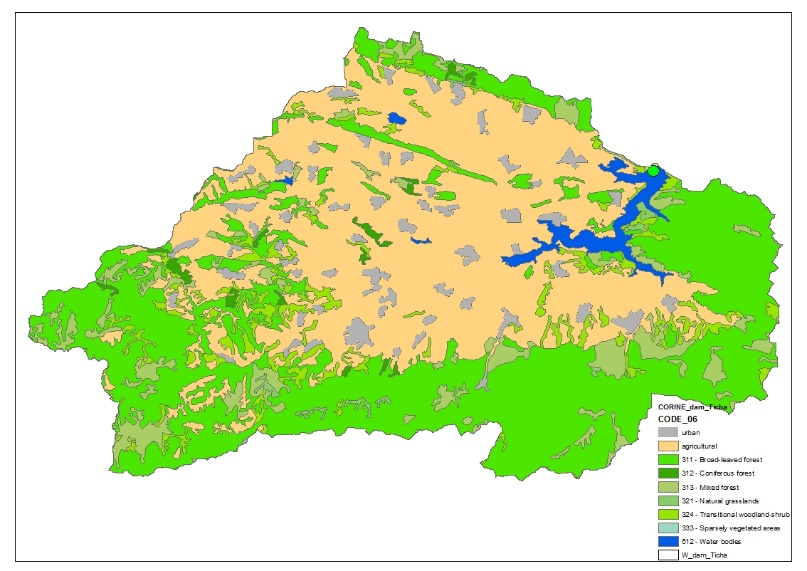 CORINE_dam_Ticha
CODE_06
urban
agricultural
311 - Broad-leaved forest
312 - Coniferous forest
313 - Mixed forest
321 - Natural grasslands
324 - Transitional woodland-shrub
333 - Sparsely vegetated areas
512 - Water bodies
W_dam_Ticha